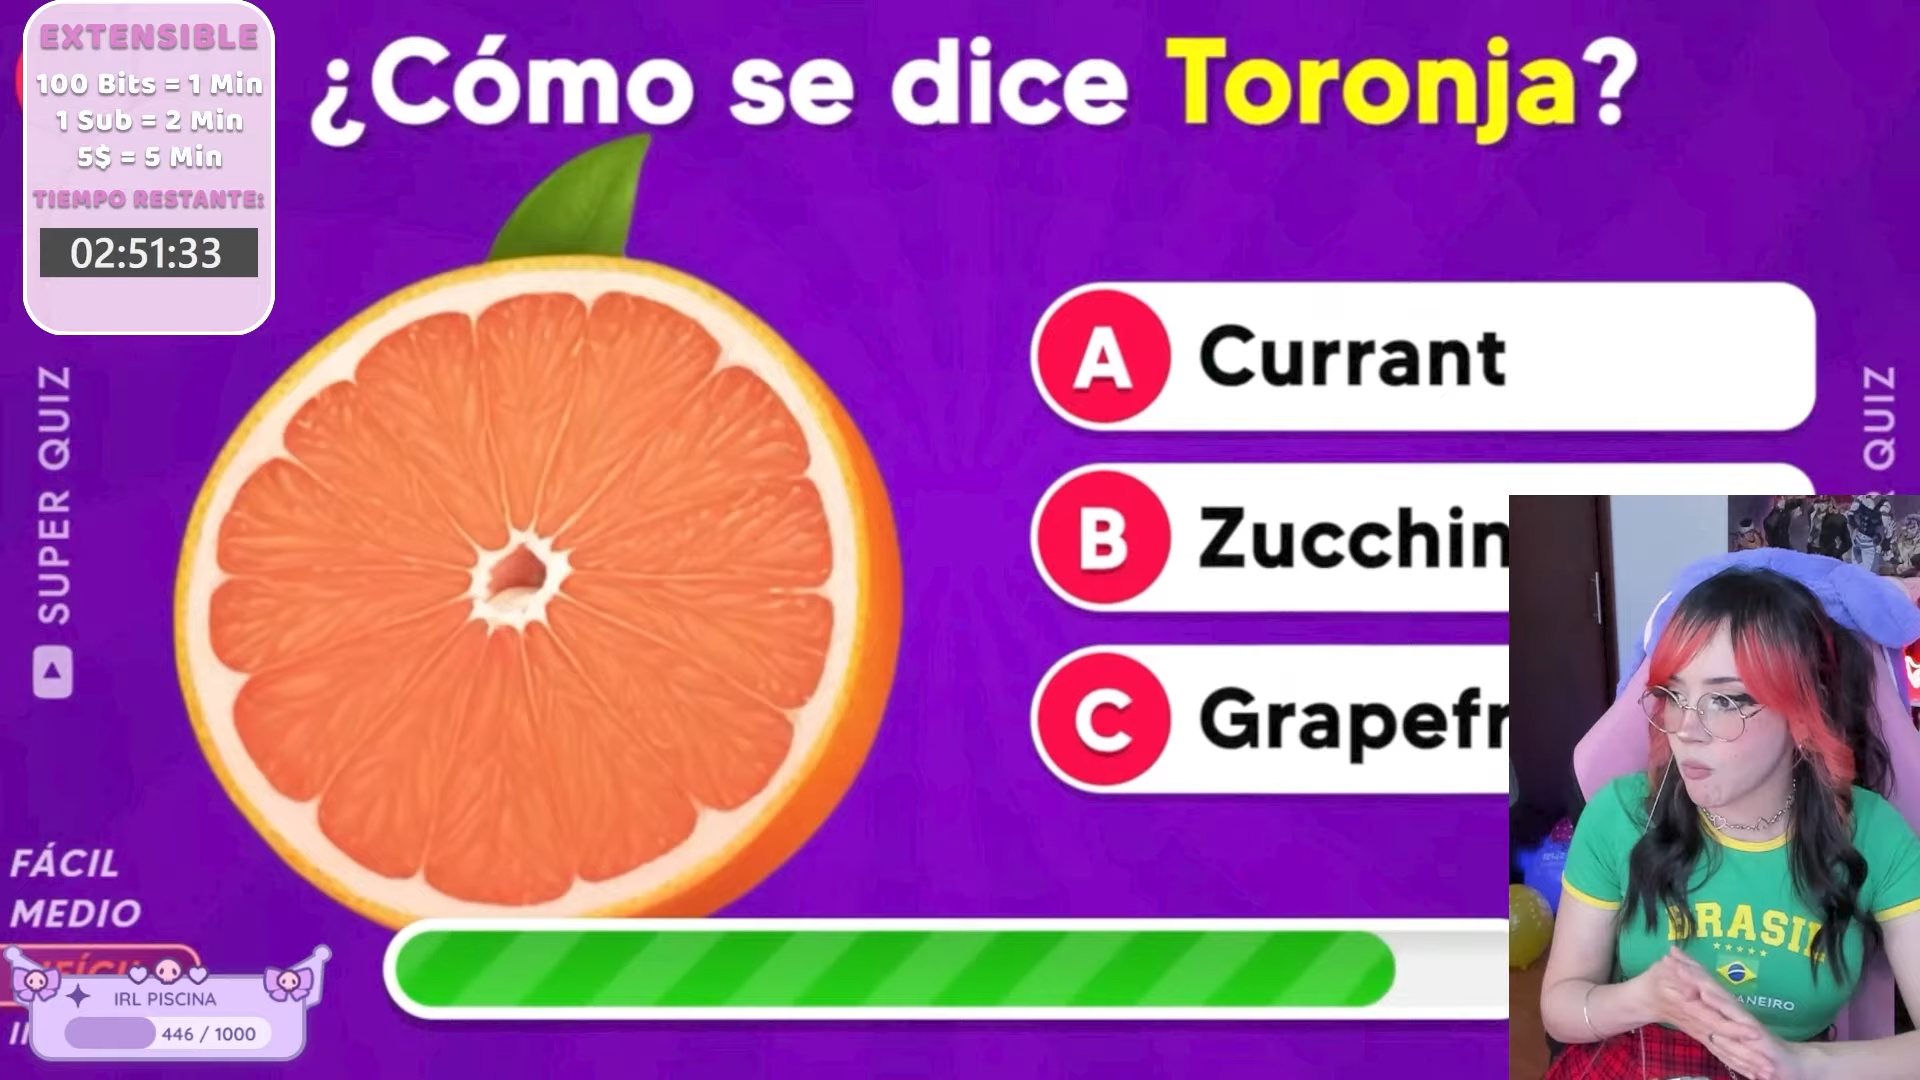 EXTENSIBLE
100 Bits = 1 Min
1 Sub = 2 Min
5$ = 5 Min
TIEMPO RESTANTE:
02:51:33
¿Cómo se dice Toronja?
A Currant
B Zucchin
C Grapefr
SUPER QUIZ
QUIZ
FÁCIL
MEDIO
IRL PISCINA
446 / 1000
BRASIL